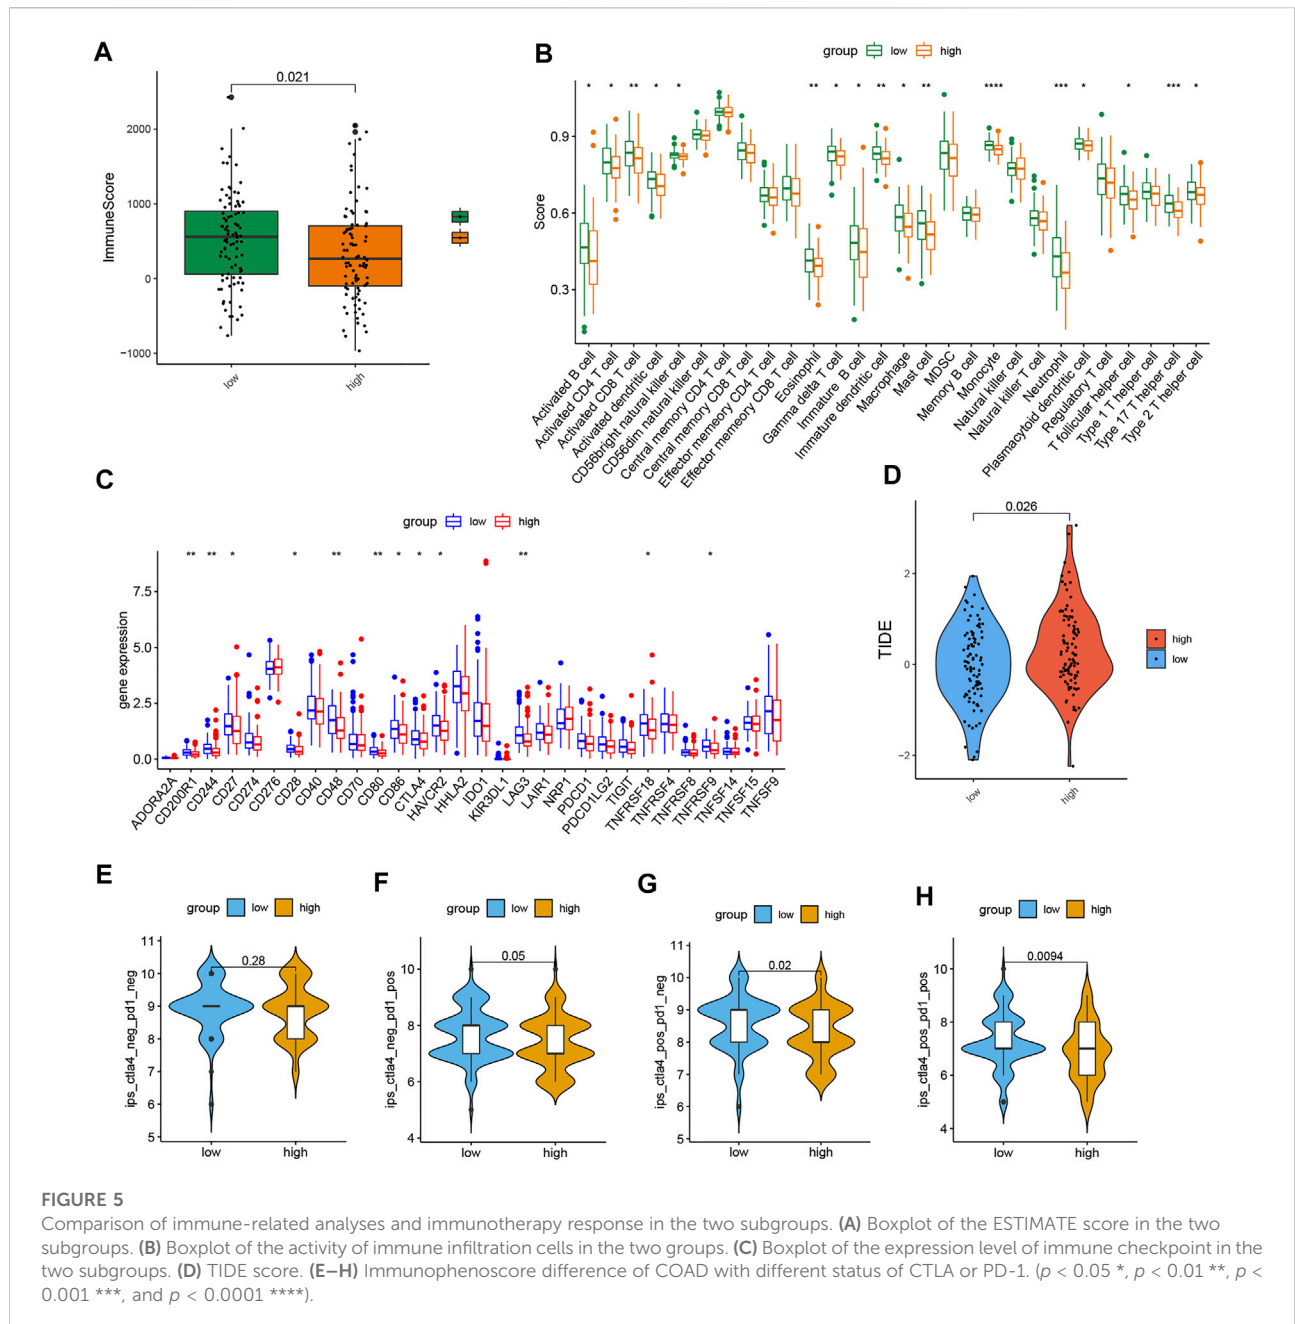 A
0.021
ImmuneScore
2000
1000
0
−1000
low
high
B
group low high
* * ** * * ** * * ** * ** **** *** * * *** *
Score
0.9
0.6
0.3
Activated B cell
Activated CD4 T cell
Activated CD8 T cell
Activated dendritic cell
CD56bright natural killer cell
CD56dim natural killer cell
Central memory CD4 T cell
Central memory CD8 T cell
Effector memory CD4 T cell
Effector memory CD8 T cell
Eosinophil
Gamma delta T cell
Immature B cell
Immature dendritic cell
Macrophage
Mast cell
MDSC
Memory B cell
Monocyte
Natural killer cell
Natural killer T cell
Neutrophil
Plasmacytoid dendritic cell
Regulatory T cell
T follicular helper cell
Type 1 T helper cell
Type 17 T helper cell
Type 2 T helper cell
C
group low high
** ** * * ** ** * * * ** * *
gene expression
7.5
5.0
2.5
0.0
ADORA2A
CD200R1
CD244
CD27
CD274
CD276
CD28
CD40
CD48
CD70
CD80
CD86
CTLA4
HAVCR2
HHLA2
IDO1
KIR3DL1
LAG3
LAIR1
NRP1
PDCD1
PDCD1LG2
TIGIT
TNFRSF18
TNFRSF4
TNFRSF8
TNFRSF9
TNFSF14
TNFSF15
TNFSF9
D
0.026
TIDE
2
0
−2
low
high
high
low
E
group low high
0.28
ips_ctla4_neg_pd1_neg
11
10
9
8
7
6
5
low high
F
group low high
0.05
ips_ctla4_neg_pd1_pos
10
8
6
4
low high
G
group low high
0.02
ips_ctla4_pos_pd1_neg
11
10
9
8
7
6
5
low high
H
group low high
0.0094
ips_ctla4_pos_pd1_pos
10
8
6
4
low high
FIGURE 5
Comparison of immune-related analyses and immunotherapy response in the two subgroups. (A) Boxplot of the ESTIMATE score in the two
subgroups. (B) Boxplot of the activity of immune infiltration cells in the two groups. (C) Boxplot of the expression level of immune checkpoint in the
two subgroups. (D) TIDE score. (E–H) Immunophenoscore difference of COAD with different status of CTLA or PD-1. (p < 0.05 *, p < 0.01 **, p <
0.001 ***, and p < 0.0001 ****).